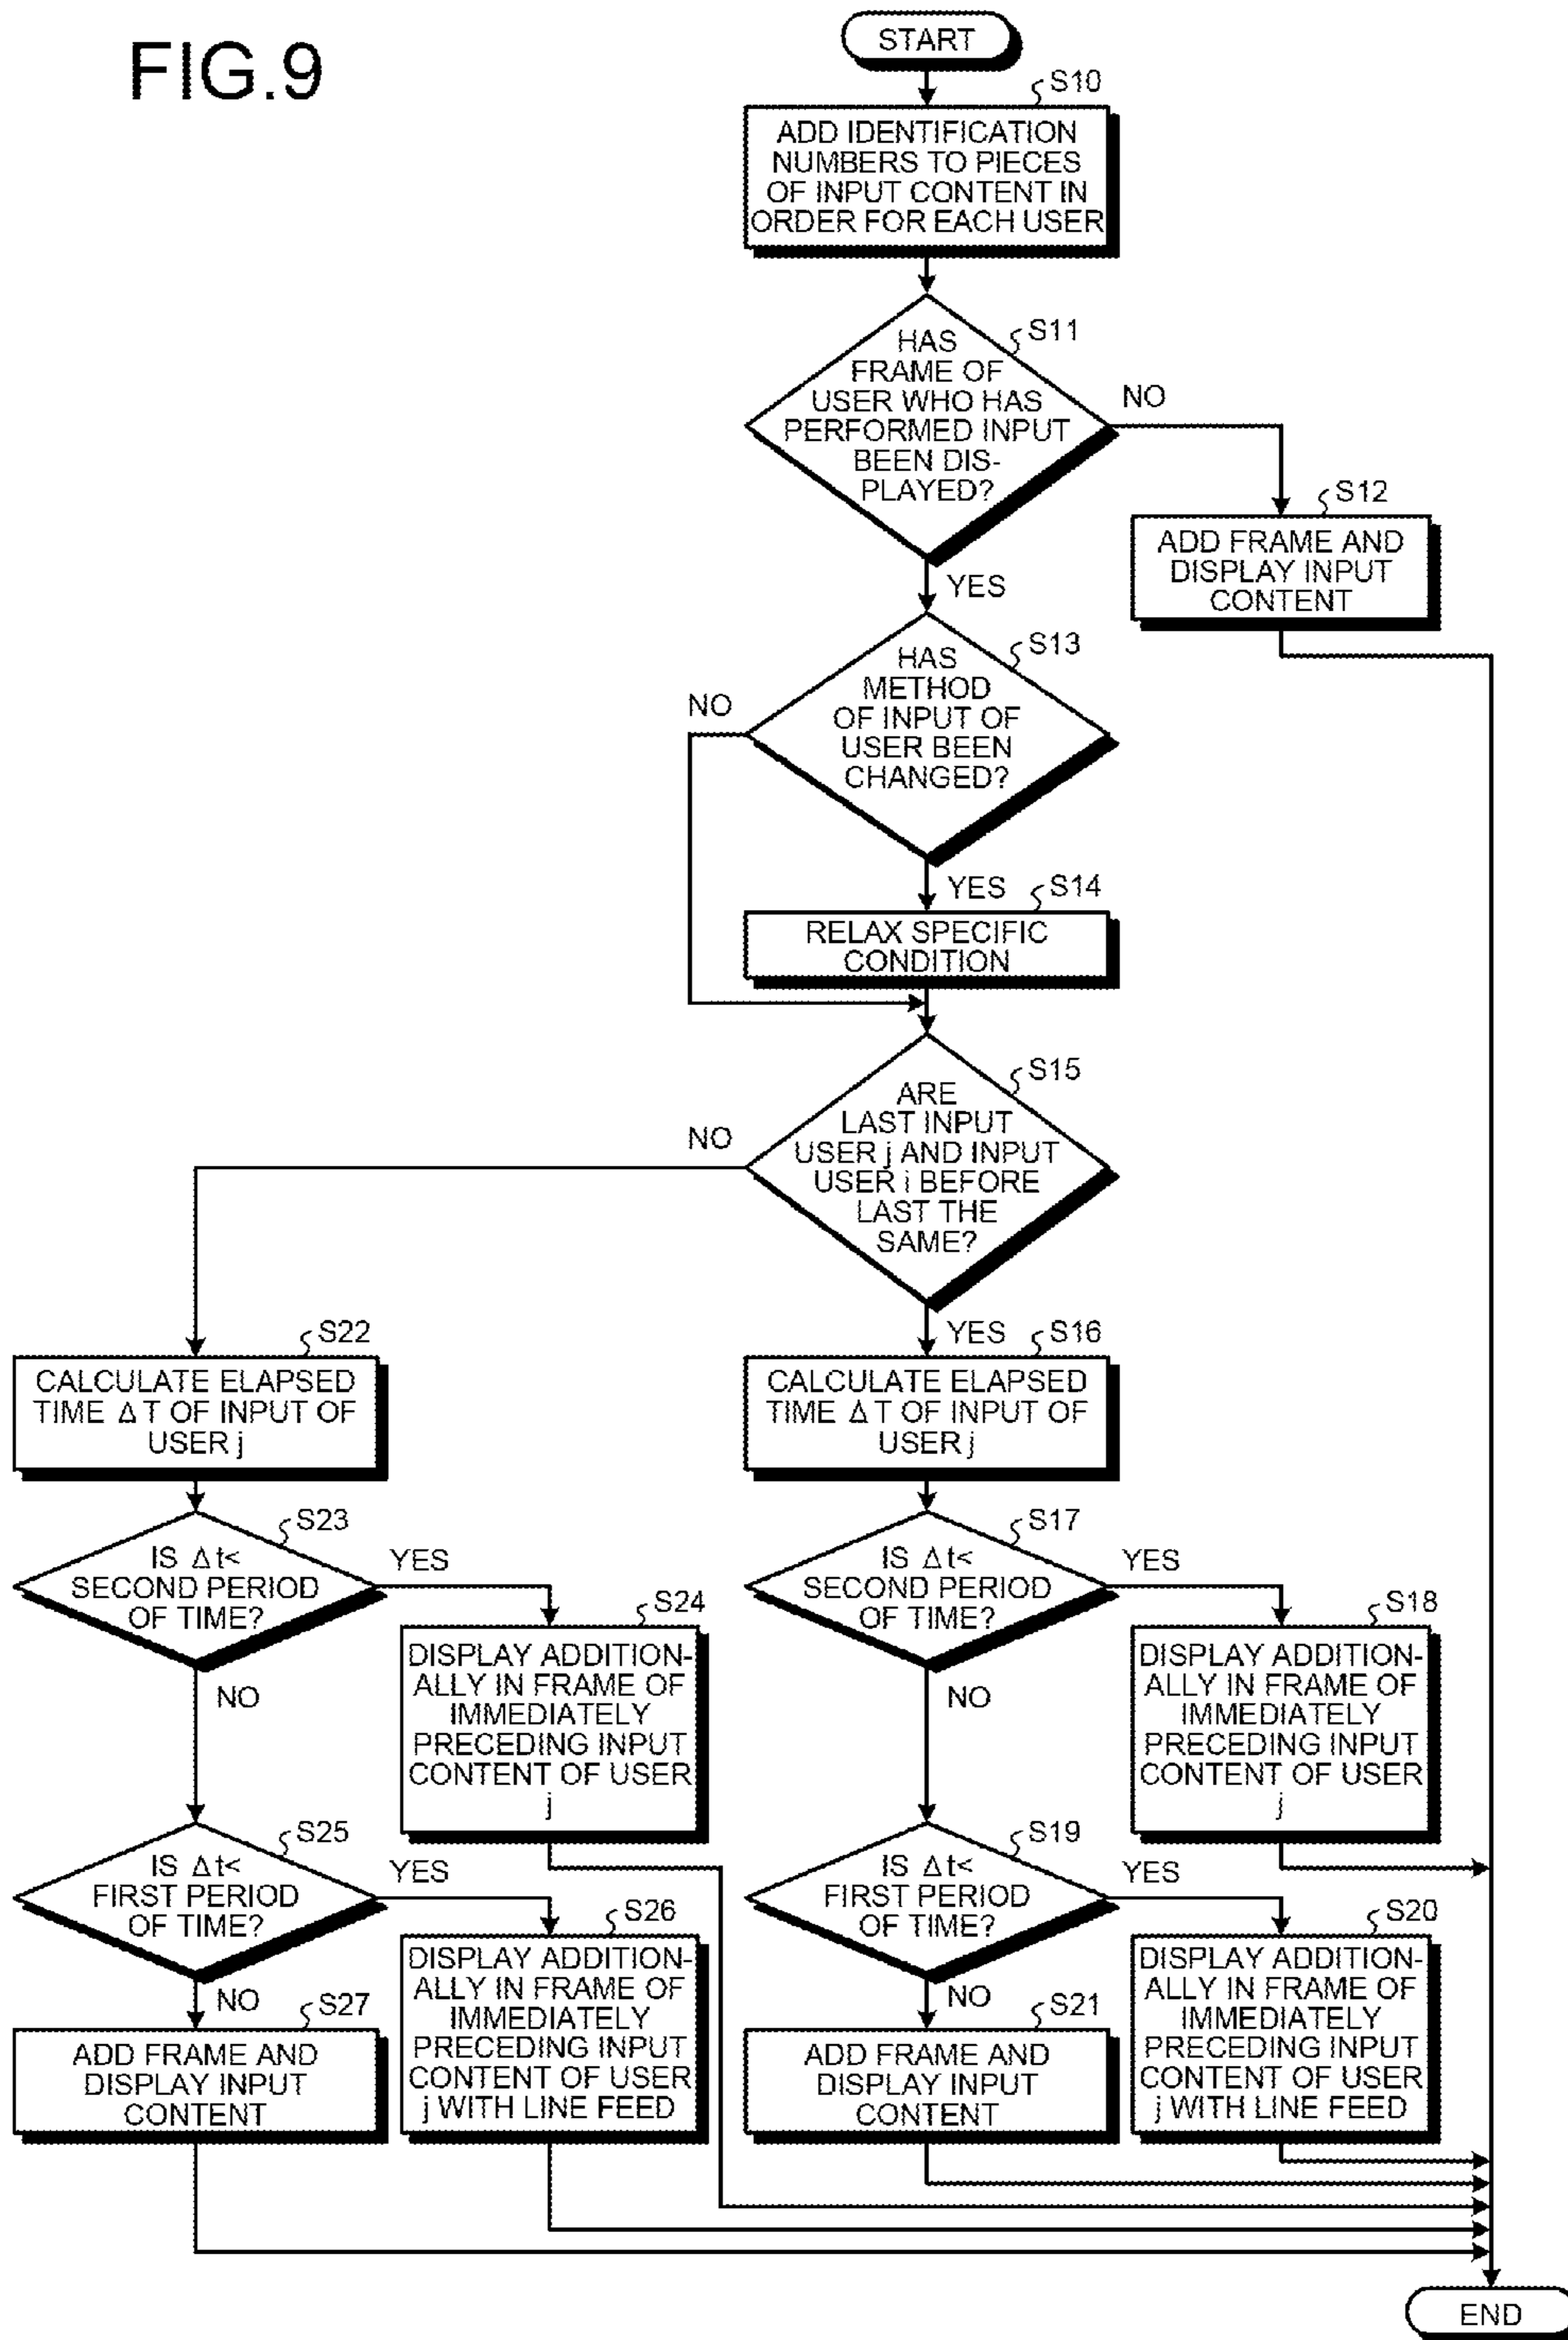 FIG.9
START
S10
ADD IDENTIFICATION
NUMBERS TO PIECES
OF INPUT CONTENT IN
ORDER FOR EACH USER
S11
HAS
FRAME OF
USER WHO HAS
PERFORMED INPUT
BEEN DIS-
PLAYED?
NO
YES
S12
ADD FRAME AND
DISPLAY INPUT
CONTENT
S13
HAS
METHOD
OF INPUT OF
USER BEEN
CHANGED?
NO
YES
S14
RELAX SPECIFIC
CONDITION
S15
ARE
LAST INPUT
USER j AND INPUT
USER i BEFORE
LAST THE
SAME?
NO
YES
S22
CALCULATE ELAPSED
TIME Δ T OF INPUT OF
USER j
S16
CALCULATE ELAPSED
TIME Δ T OF INPUT OF
USER j
S23
IS Δ t<
SECOND PERIOD
OF TIME?
YES
NO
S24
DISPLAY ADDITION-
ALLY IN FRAME OF
IMMEDIATELY
PRECEDING INPUT
CONTENT OF USER
j
S17
IS Δ t<
SECOND PERIOD
OF TIME?
YES
NO
S18
DISPLAY ADDITION-
ALLY IN FRAME OF
IMMEDIATELY
PRECEDING INPUT
CONTENT OF USER
j
S25
IS Δ t<
FIRST PERIOD
OF TIME?
YES
NO
S26
DISPLAY ADDITION-
ALLY IN FRAME OF
IMMEDIATELY
PRECEDING INPUT
CONTENT OF USER
j WITH LINE FEED
S27
ADD FRAME AND
DISPLAY INPUT
CONTENT
S19
IS Δ t<
FIRST PERIOD
OF TIME?
YES
NO
S20
DISPLAY ADDITION-
ALLY IN FRAME OF
IMMEDIATELY
PRECEDING INPUT
CONTENT OF USER
j WITH LINE FEED
S21
ADD FRAME AND
DISPLAY INPUT
CONTENT
END